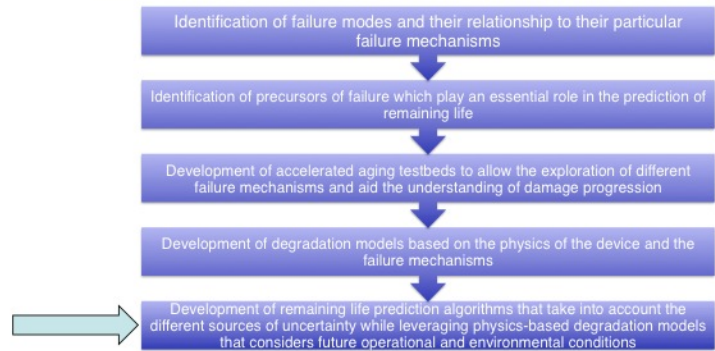 Identification of failure modes and their relationship to their particular
failure mechanisms
Identification of precursors of failure which play an essential role in the prediction of
remaining life
Development of accelerated aging testbeds to allow the exploration of different
failure mechanisms and aid the understanding of damage progression
Development of degradation models based on the physics of the device and the
failure mechanisms
Development of remaining life prediction algorithms that take into account the
different sources of uncertainty while leveraging physics-based degradation models
that considers future operational and environmental conditions